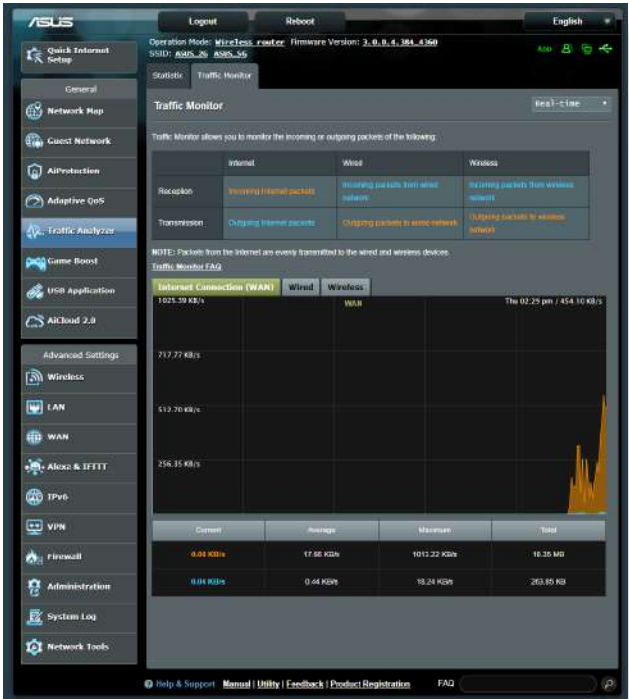 ASUS
Logout
Reboot
English
Quick Internet
Setup
Operation Mode: Wireless router Firmware Version: 3.0.0.4.384_4360
SSID: ASUS_2G ASUS_5G
App
Statistic
Traffic Monitor
General
Network Map
Guest Network
AiProtection
Adaptive QoS
Traffic Analyzer
Game Boost
USB Application
AiCloud 2.0
Advanced Settings
Wireless
LAN
WAN
Alexa & IFTTT
IPv6
VPN
Firewall
Administration
System Log
Network Tools
Traffic Monitor
Real-time
Traffic Monitor allows you to monitor the incoming or outgoing packets of the following:
Internet Wired Wireless
Reception
Incoming Internet packets
Incoming packets from wired
network
Incoming packets from wireless
network
Transmission
Outgoing Internet packets
Outgoing packets to wired network
Outgoing packets to wireless
network
NOTE: Packets from the Internet are evenly transmitted to the wired and wireless devices.
Traffic Monitor FAQ
Internet Connection (WAN) Wired Wireless
1025.39 KB/s
WAN
Thu 02:25 pm / 454.10 KB/s
717.77 KB/s
512.70 KB/s
256.35 KB/s
Current Average Maximum Total
0.04 KB/s 17.66 KB/s 1013.22 KB/s 10.35 MB
0.04 KB/s 0.44 KB/s 18.24 KB/s 263.85 KB
Help & Support Manual | Utility | Feedback | Product Registration FAQ